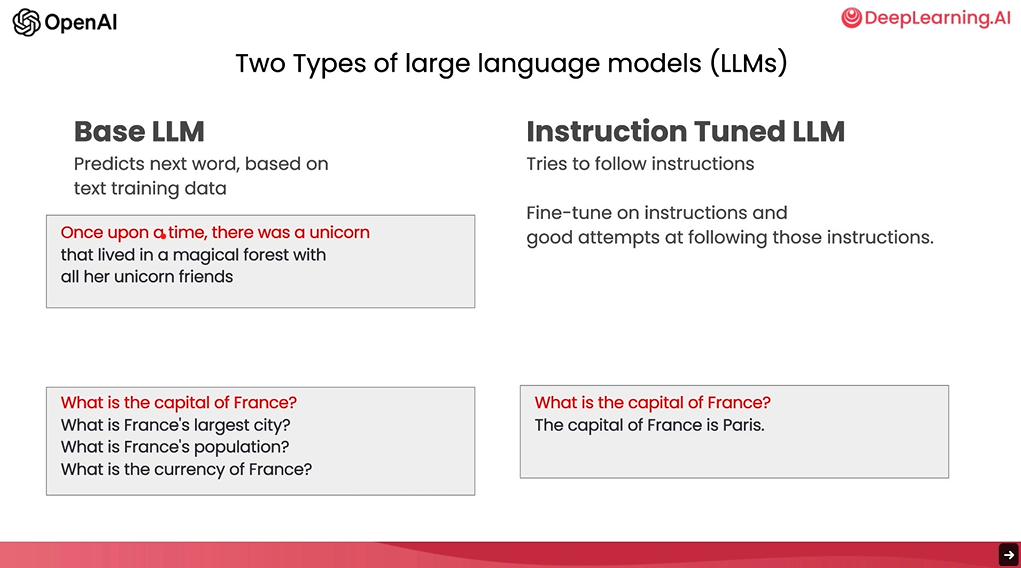 OpenAI
DeepLearning.AI
Two Types of large language models (LLMs)
Base LLM
Predicts next word, based on
text training data
Once upon a time, there was a unicorn
that lived in a magical forest with
all her unicorn friends
What is the capital of France?
What is France's largest city?
What is France's population?
What is the currency of France?
Instruction Tuned LLM
Tries to follow instructions
Fine-tune on instructions and
good attempts at following those instructions.
What is the capital of France?
The capital of France is Paris.